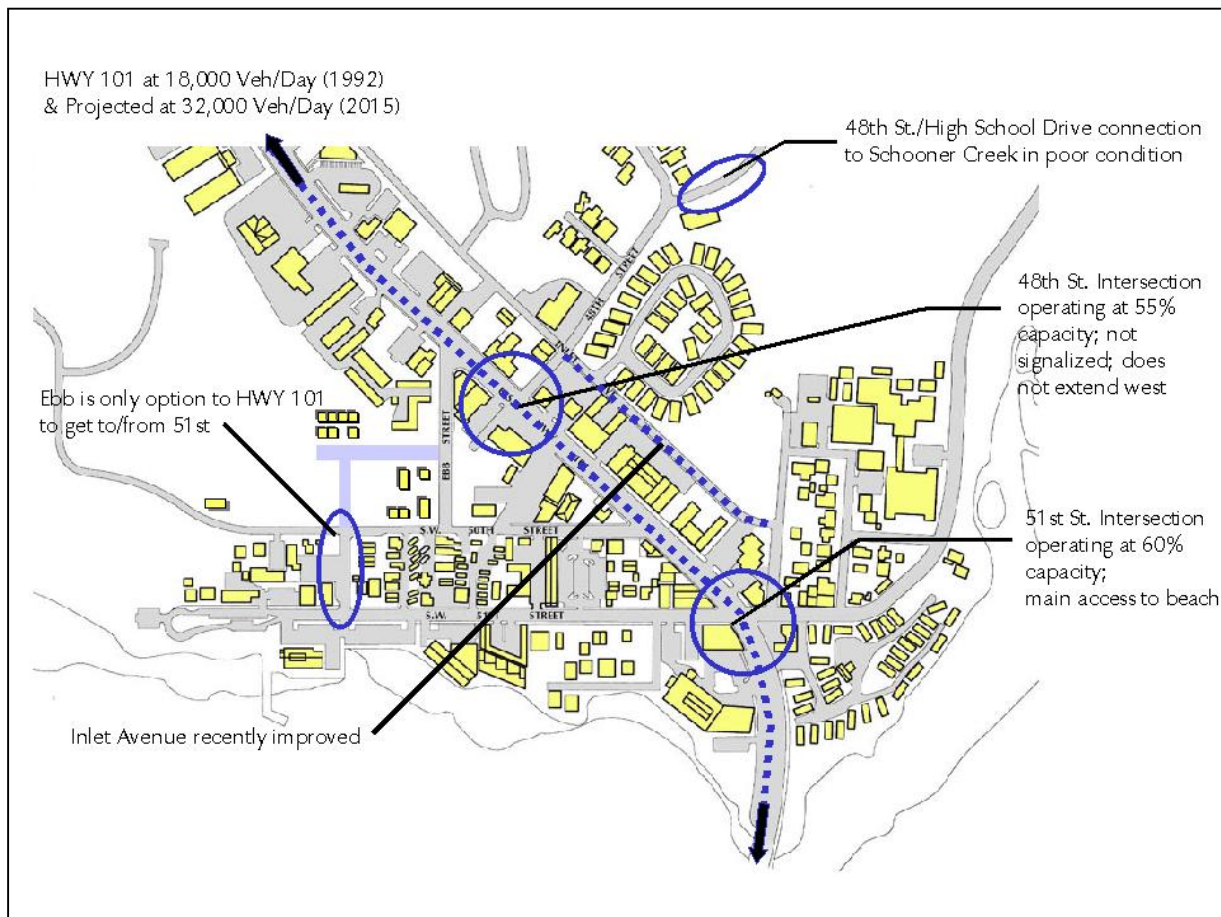 HWY 101 at 18,000 Veh/Day (1992)
& Projected at 32,000 Veh/Day (2015)
48th St./High School Drive connection
to Schooner Creek in poor condition
48th St. Intersection
operating at 55%
capacity; not
signalized; does
not extend west
Ebb is only option to HWY 101
to get to/from 51st
51st St. Intersection
operating at 60%
capacity;
main access to beach
Inlet Avenue recently improved
48TH STREET
INLET
EBB STREET
S.W. 50TH STREET
S.W. 51ST STREET